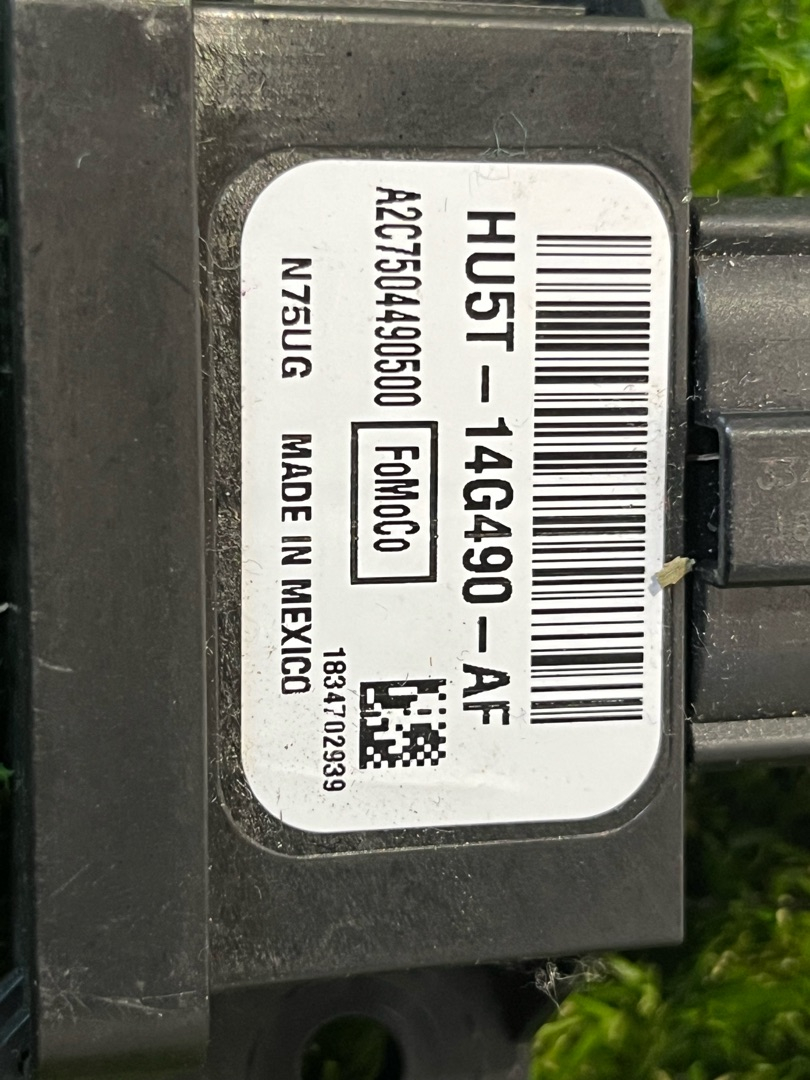 HU5T-14G490-AF
A2C7504490500 FoMoCo
1834702939
N75UG MADE IN MEXICO